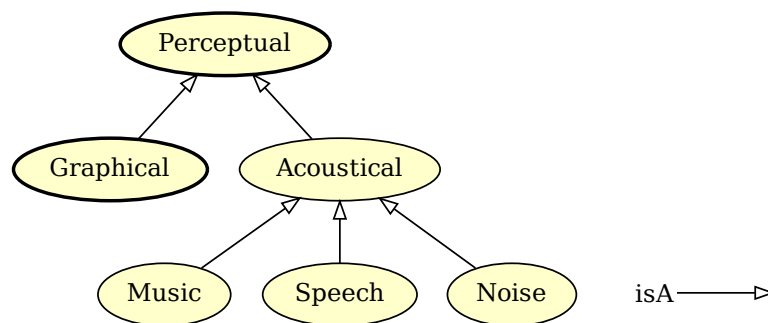 Perceptual
Graphical
Acoustical
Music
Speech
Noise
isA